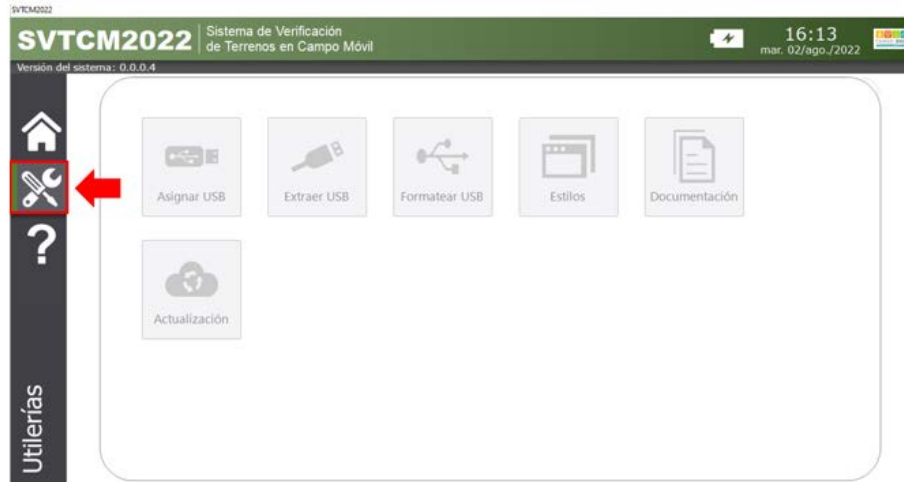 SVTCM2022
SVTCM2022
Sistema de Verificación
de Terrenos en Campo Móvil
16:13
mar. 02/ago./2022
Versión del sistema: 0.0.0.4
Asignar USB
Extraer USB
Formatear USB
Estilos
Documentación
?
Actualización
Utilerías